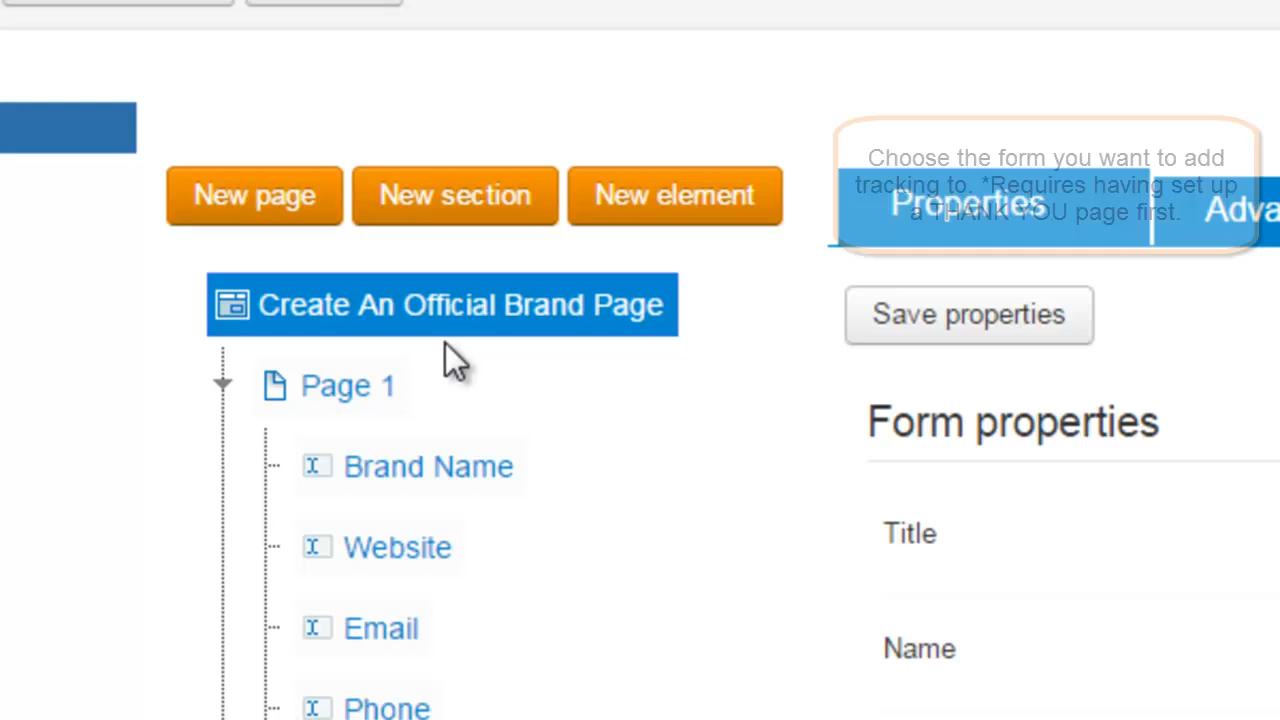 New page
New section
New element
Choose the form you want to add
tracking to. *Requires having set up
a THANK YOU page first.
Properties
Adva
Create An Official Brand Page
Save properties
Page 1
Form properties
Brand Name
Title
Website
Email
Name
Phone